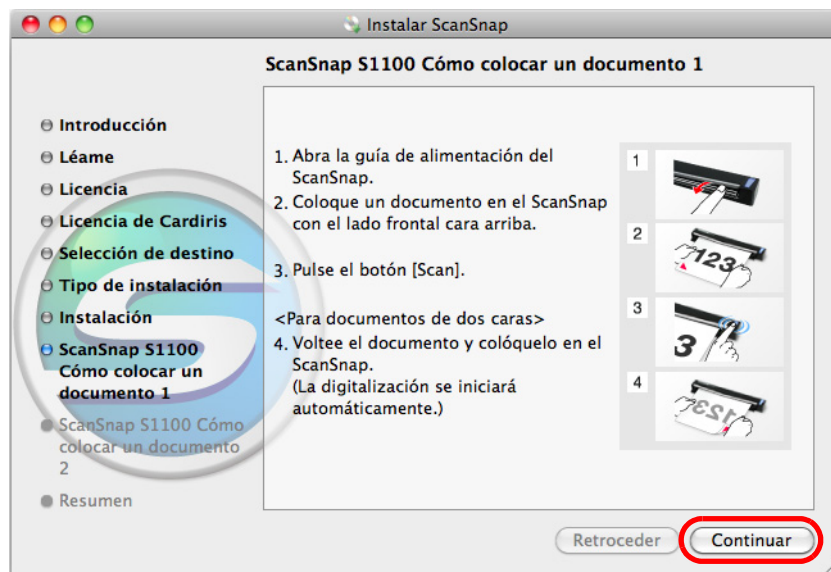 Instalar ScanSnap
ScanSnap S1100 Cómo colocar un documento 1
Introducción
Léame
Licencia
Licencia de Cardiris
Selección de destino
Tipo de instalación
Instalación
ScanSnap S1100
Cómo colocar un
documento 1
ScanSnap S1100 Cómo
colocar un documento
2
Resumen
1. Abra la guía de alimentación del
ScanSnap.
2. Coloque un documento en el ScanSnap
con el lado frontal cara arriba.
3. Pulse el botón [Scan].
<Para documentos de dos caras>
4. Voltee el documento y colóquelo en el
ScanSnap.
(La digitalización se iniciará
automáticamente.)
1
2
123
3
3
4
123
Retroceder
Continuar